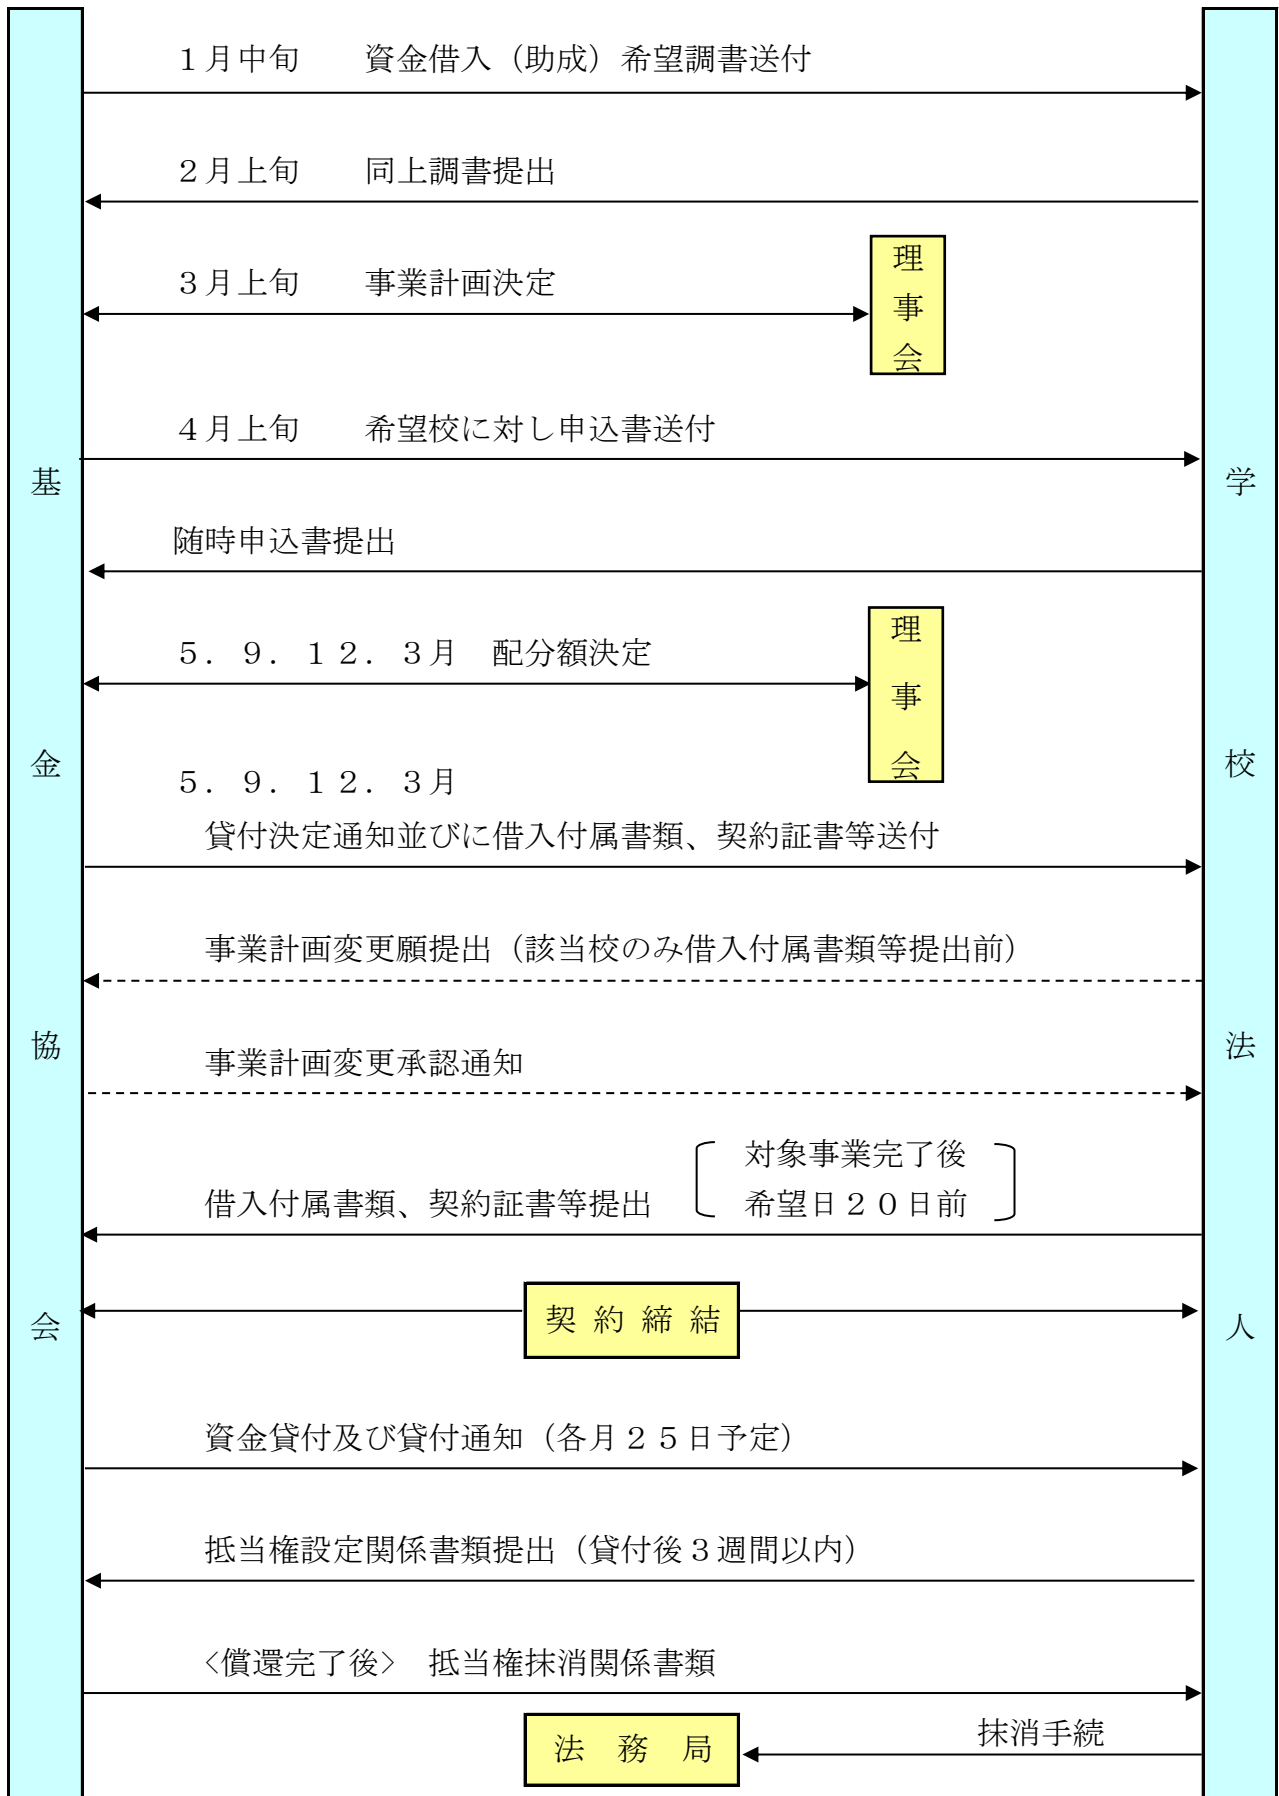 １月中旬　　資金借入（助成）希望調書送付
２月上旬　　同上調書提出
３月上旬　　事業計画決定
理
事
会
４月上旬　　希望校に対し申込書送付
随時申込書提出
５．９．１２．３月　配分額決定
理
事
会
５．９．１２．３月
貸付決定通知並びに借入付属書類、契約証書等送付
事業計画変更願提出（該当校のみ借入付属書類等提出前）
事業計画変更承認通知
対象事業完了後
希望日２０日前
借入付属書類、契約証書等提出
契 約 締 結
資金貸付及び貸付通知（各月２５日予定）
抵当権設定関係書類提出（貸付後３週間以内）
<償還完了後>　抵当権抹消関係書類
抹消手続
法　務　局
基
金
協
会
学
校
法
人